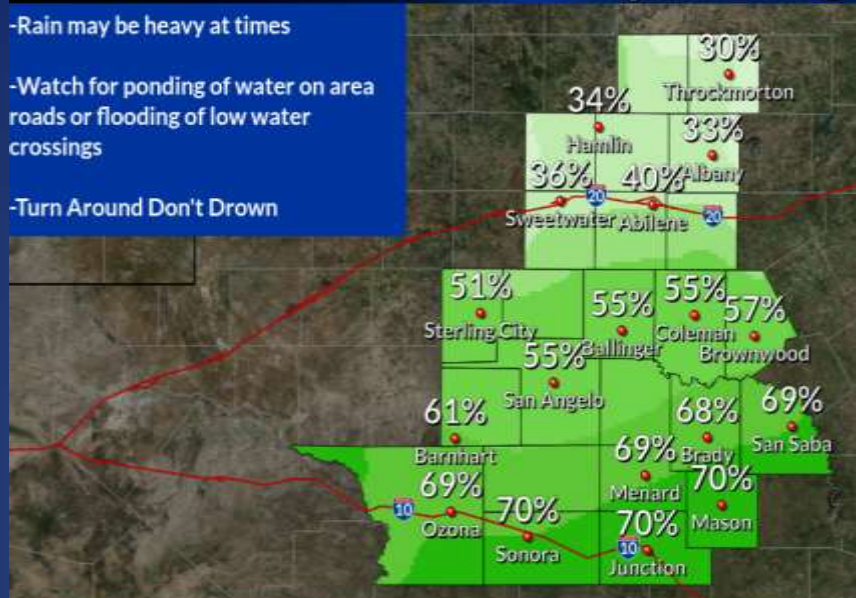 -Rain may be heavy at times
-Watch for ponding of water on area
roads or flooding of low water
crossings
-Turn Around Don't Drown
30%
Throckmorton
34%
Hamlin
33%
Albany
36%
Sweetwater
20
40%
Abilene
20
51%
Sterling City
55%
Ballinger
55%
Coleman
57%
Brownwood
55%
San Angelo
61%
Barnhart
68%
Brady
69%
San Saba
69%
Menard
70%
Mason
69%
Ozona
10
70%
Sonora
70%
10
Junction